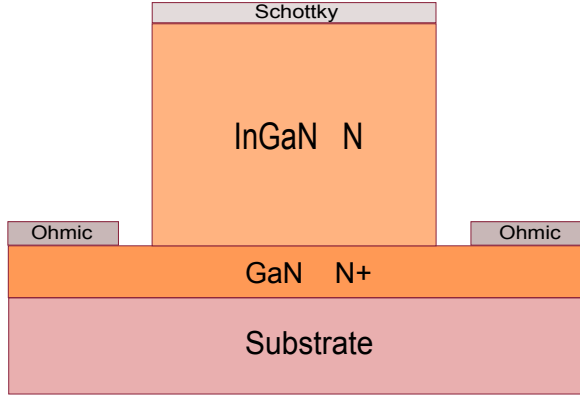 Schottky
InGaN N
Ohmic Ohmic
GaN N+
Substrate